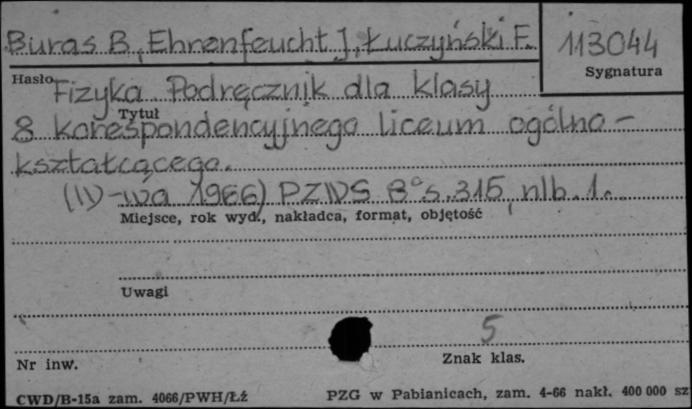 Buras B., Ehrenfeucht J., Łuczyński F.
113044
Hasło
Sygnatura
Fizyka Podręcznik dla klasy
Tytuł
8 korespondencyjnego liceum ogólno-
kształcącego.
(W-wa 1966) PZWS 8° s. 315, nlb. 1.
Miejsce, rok wyd., nakładca, format, objętość
Uwagi
5
Nr inw.
Znak klas.
CWD/B-15a zam. 4066/PWH/Łż
PZG w Pabianicach, zam. 4-66 nakł. 400 000 sz